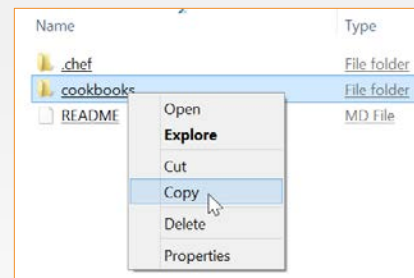 Name Type
.chef File folder
cookbooks File folder
README MD File
Open
Explore
Cut
Copy
Delete
Properties